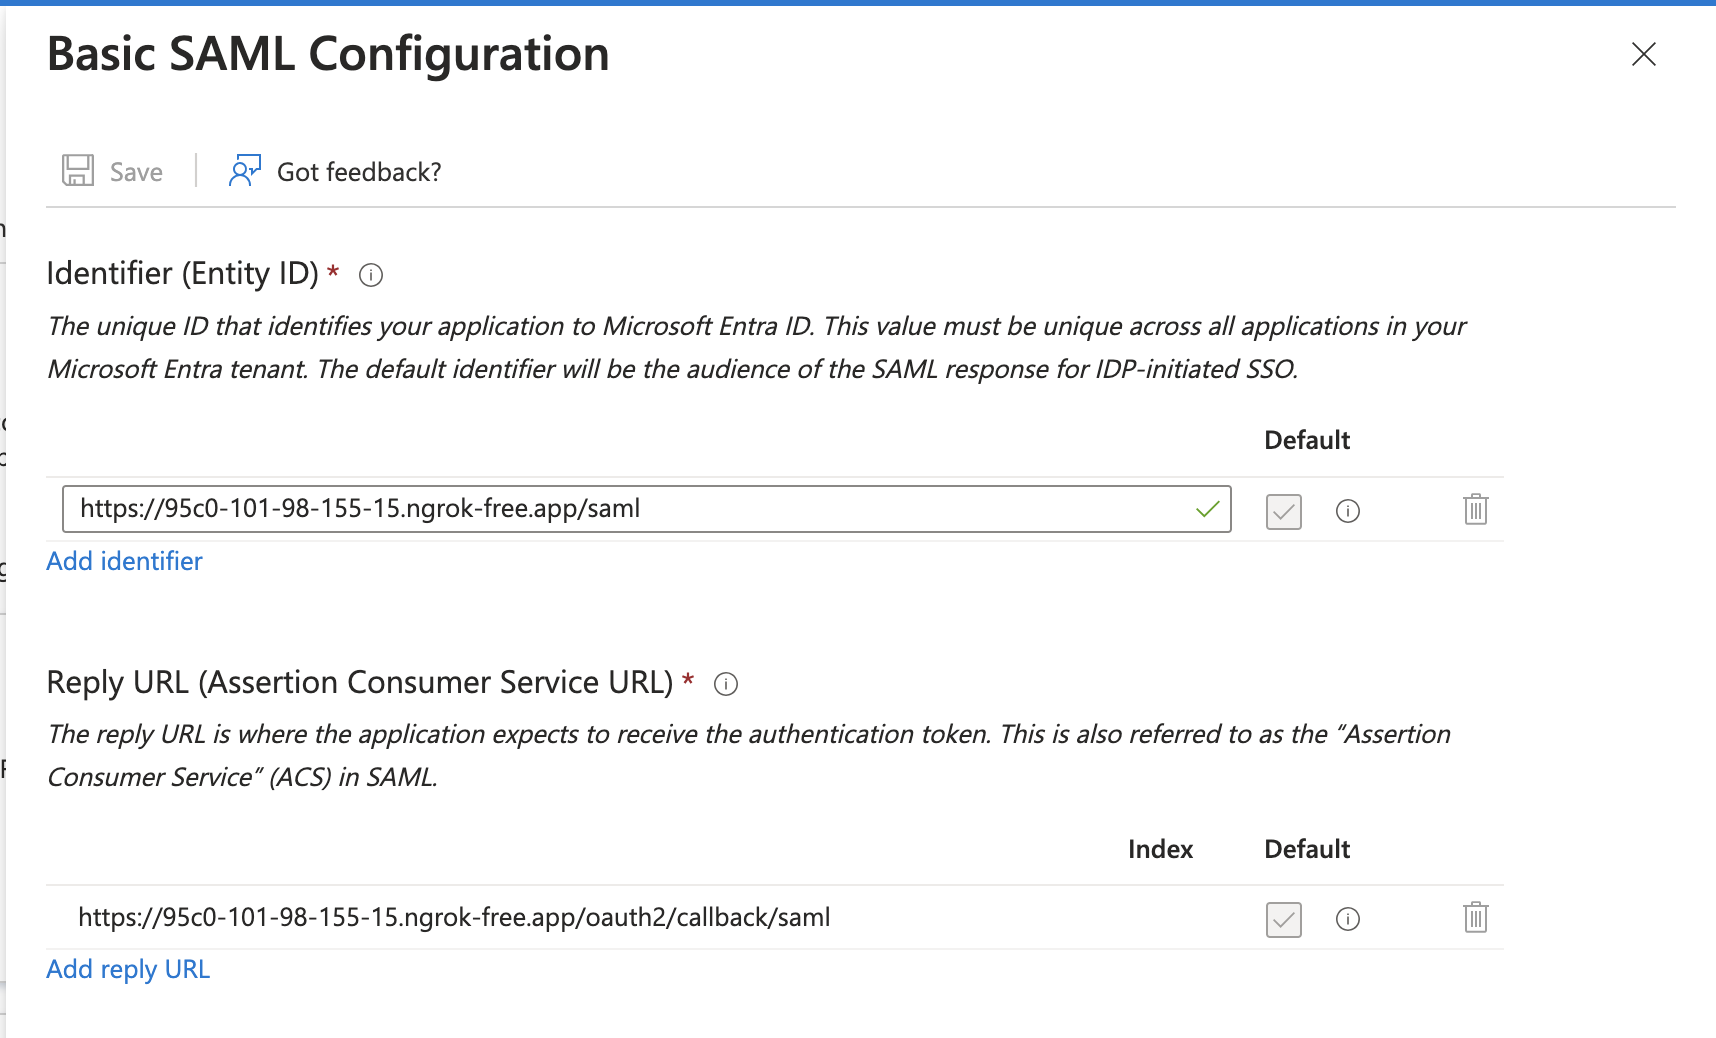 Basic SAML Configuration
Save
Got feedback?
Identifier (Entity ID) *
The unique ID that identifies your application to Microsoft Entra ID. This value must be unique across all applications in your
Microsoft Entra tenant. The default identifier will be the audience of the SAML response for IDP-initiated SSO.
Default
https://95c0-101-98-155-15.ngrok-free.app/saml
Add identifier
Reply URL (Assertion Consumer Service URL) *
The reply URL is where the application expects to receive the authentication token. This is also referred to as the “Assertion
Consumer Service” (ACS) in SAML.
Index Default
https://95c0-101-98-155-15.ngrok-free.app/oauth2/callback/saml
Add reply URL